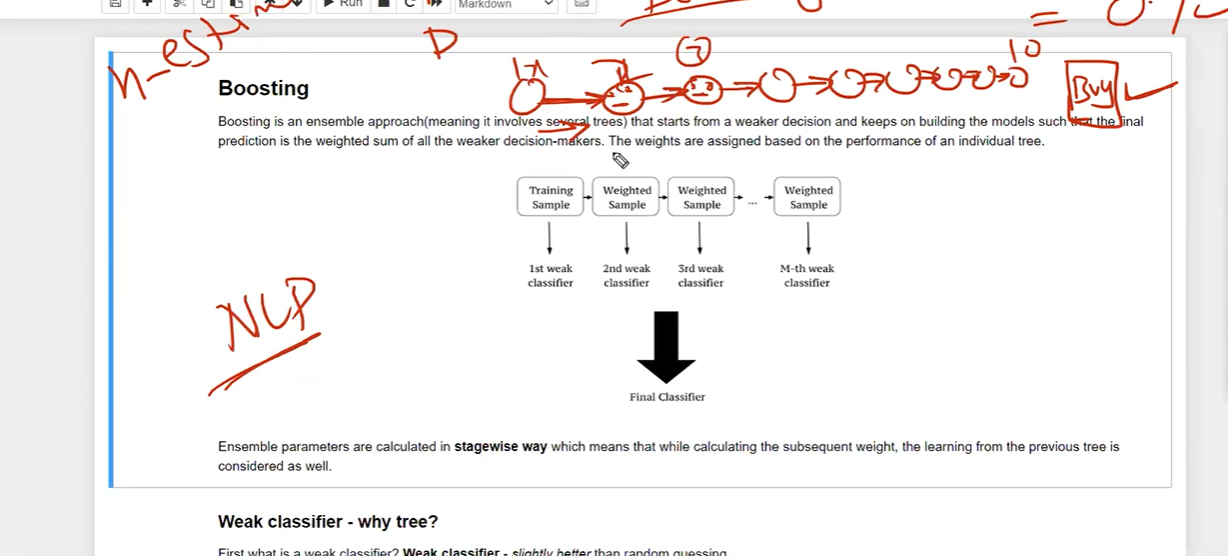 Run
Markdown
n-estim
D
10
Buy
Boosting
Boosting is an ensemble approach(meaning it involves several trees) that starts from a weaker decision and keeps on building the models such that the final
prediction is the weighted sum of all the weaker decision-makers. The weights are assigned based on the performance of an individual tree.
Training Sample
Weighted Sample
Weighted Sample
...
Weighted Sample
1st weak classifier
2nd weak classifier
3rd weak classifier
M-th weak classifier
NLP
Final Classifier
Ensemble parameters are calculated in stagewise way which means that while calculating the subsequent weight, the learning from the previous tree is
considered as well.
Weak classifier - why tree?
First what is a weak classifier? Weak classifier - slightly better than random guessing.